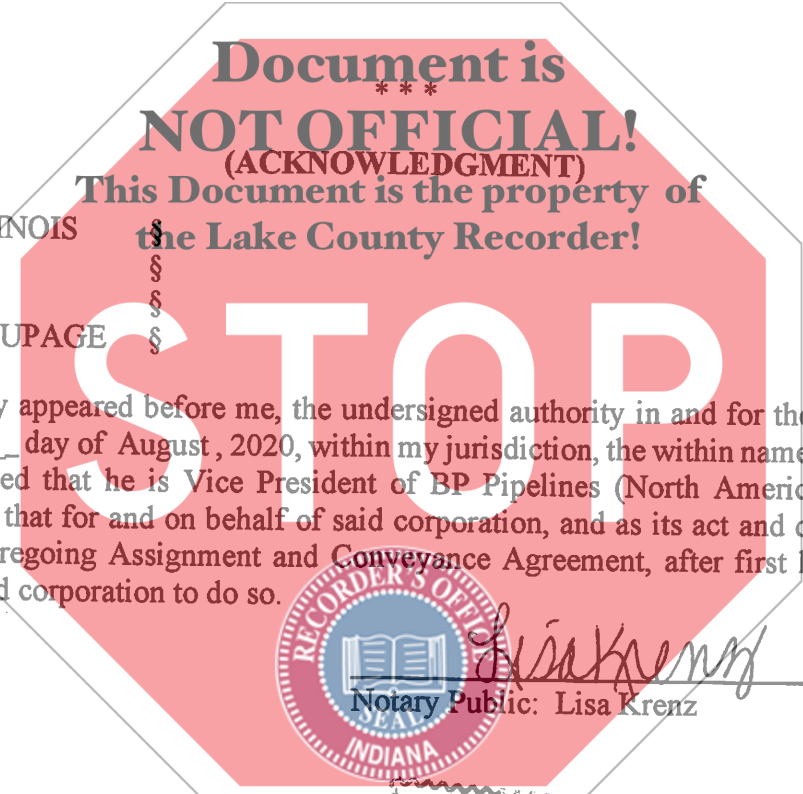 Document is
* * *
NOT OFFICIAL!
(ACKNOWLEDGMENT)
This Document is the property of
INOIS §
the Lake County Recorder!
§
§
UPAGE §
STOP
y appeared before me, the undersigned authority in and for the
_ day of August, 2020, within my jurisdiction, the within name
ed that he is Vice President of BP Pipelines (North Americ
that for and on behalf of said corporation, and as its act and
regoing Assignment and Conveyance Agreement, after first
d corporation to do so.
RECORDER'S OFFICE
SEAL
INDIANA
Lisa Krenz
Notary Public: Lisa Krenz